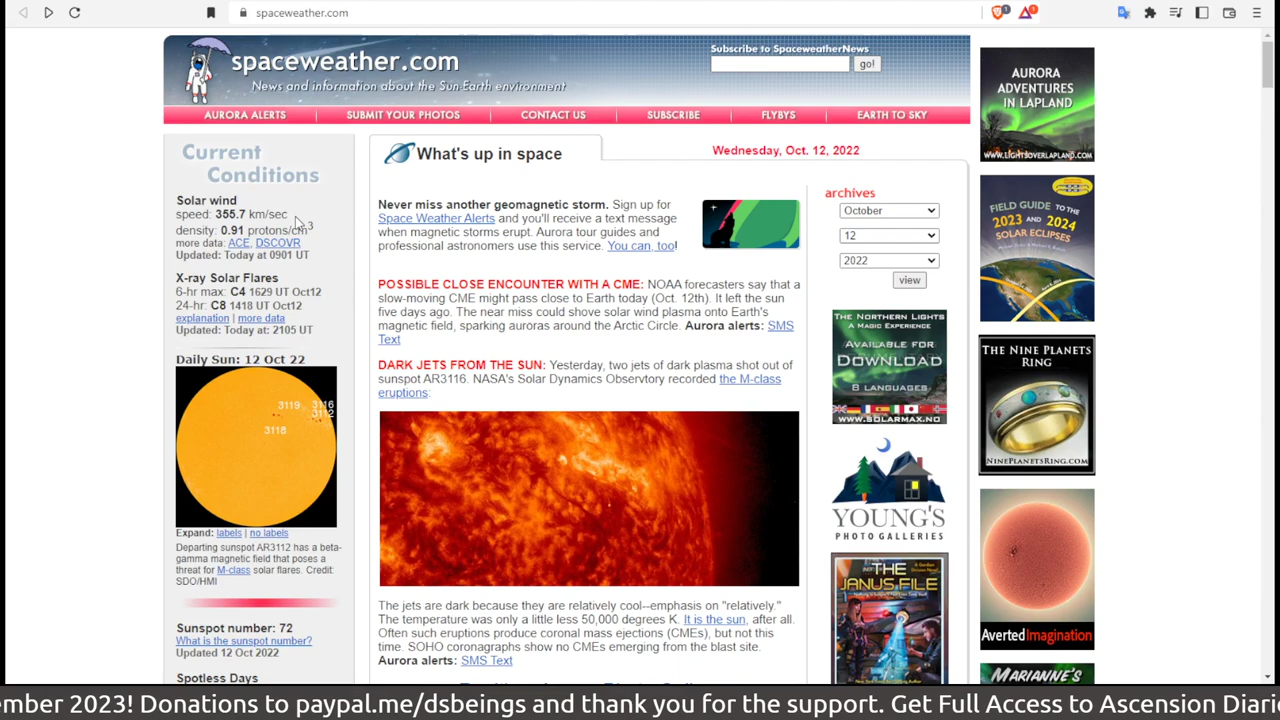 spaceweather.com
spaceweather.com
News and information about the Sun-Earth environment
Subscribe to SpaceweatherNews
go!
AURORA ALERTS
SUBMIT YOUR PHOTOS
CONTACT US
SUBSCRIBE
FLYBYS
EARTH TO SKY
Current
Conditions
Solar wind
speed: 355.7 km/sec
density: 0.91 protons/cm3
more data: ACE, DSCOVR
Updated: Today at 0901 UT
X-ray Solar Flares
6-hr max: C4 1629 UT Oct12
24-hr: C8 1418 UT Oct12
explanation | more data
Updated: Today at: 2105 UT
Daily Sun: 12 Oct 22
3119
3116
3112
3118
Expand: labels | no labels
Departing sunspot AR3112 has a beta-
gamma magnetic field that poses a
threat for M-class solar flares. Credit:
SDO/HMI
Sunspot number: 72
What is the sunspot number?
Updated 12 Oct 2022
Spotless Days
What's up in space
Wednesday, Oct. 12, 2022
Never miss another geomagnetic storm. Sign up for
Space Weather Alerts and you'll receive a text message
when magnetic storms erupt. Aurora tour guides and
professional astronomers use this service. You can, too!
POSSIBLE CLOSE ENCOUNTER WITH A CME: NOAA forecasters say that a
slow-moving CME might pass close to Earth today (Oct. 12th). It left the sun
five days ago. The near miss could shove solar wind plasma onto Earth's
magnetic field, sparking auroras around the Arctic Circle. Aurora alerts: SMS
Text
DARK JETS FROM THE SUN: Yesterday, two jets of dark plasma shot out of
sunspot AR3116. NASA's Solar Dynamics Observtory recorded the M-class
eruptions:
The jets are dark because they are relatively cool--emphasis on "relatively."
The temperature was only a little less 50,000 degrees K. It is the sun, after all.
Often such eruptions produce coronal mass ejections (CMEs), but not this
time. SOHO coronagraphs show no CMEs emerging from the blast site.
Aurora alerts: SMS Text
archives
October
12
2022
view
THE NORTHERN LIGHTS
A MAGIC EXPERIENCE
AVAILABLE FOR
DOWNLOAD
8 LANGUAGES
WWW.SOLARMAX.NO
YOUNG'S
PHOTO GALLERIES
THE
JANUS FILE
AURORA
ADVENTURES
IN LAPLAND
WWW.LIGHTSOVERLAPLAND.COM
FIELD GUIDE TO THE
2023 AND 2024
SOLAR ECLIPSES
THE NINE PLANETS
RING
NINEPLANETSRING.COM
AvertedImagination
MARIANNE'S
ember 2023! Donations to paypal.me/dsbeings and thank you for the support. Get Full Access to Ascension Diari